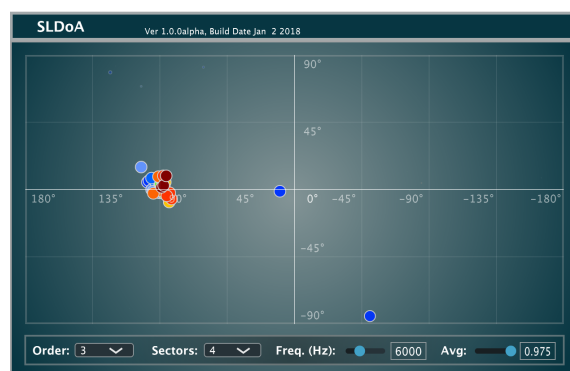 SLDoA Ver 1.0.0alpha, Build Date Jan 2 2018
90°
45°
180° 135° 90° 45° 0° -45° -90° -135° -180°
-45°
-90°
Order: 3 Sectors: 4 Freq. (Hz): 6000 Avg: 0.975